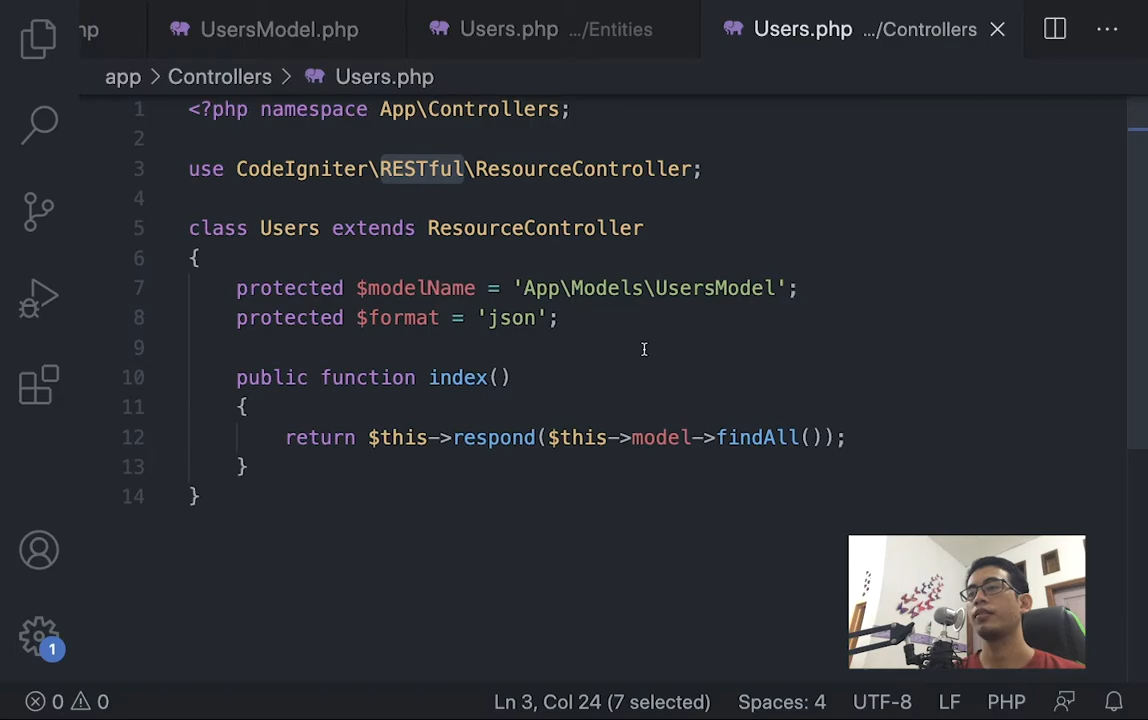 hp
UsersModel.php
Users.php .../Entities
Users.php .../Controllers
app > Controllers > Users.php
1 <?php namespace App\Controllers;
2
3 use CodeIgniter\RESTful\ResourceController;
4
5 class Users extends ResourceController
6 {
7 protected $modelName = 'App\Models\UsersModel';
8 protected $format = 'json';
9
10 public function index()
11 {
12 return $this->respond($this->model->findAll());
13 }
14 }
1
0 0
Ln 3, Col 24 (7 selected)
Spaces: 4
UTF-8
LF
PHP